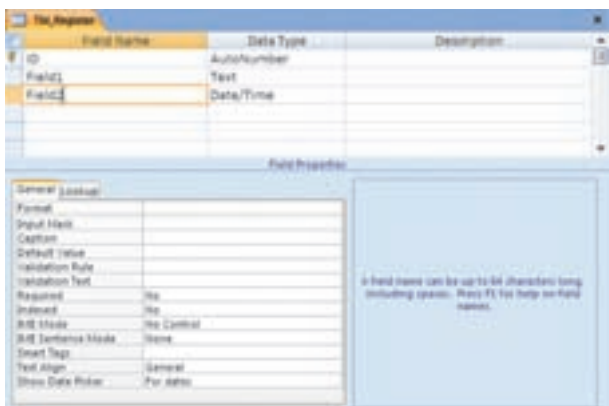 Tbl_Register
Field Name Data Type Description
ID AutoNumber
Field1 Text
Field2 Date/Time
Field Properties
General Lookup
Format
Input Mask
Caption
Default Value
Validation Rule
Validation Text
Required No
Indexed No
IME Mode No Control
IME Sentence Mode None
Smart Tags
Text Align General
Show Date Picker For dates
A field name can be up to 64 characters long,
including spaces. Press F1 for help on field
names.